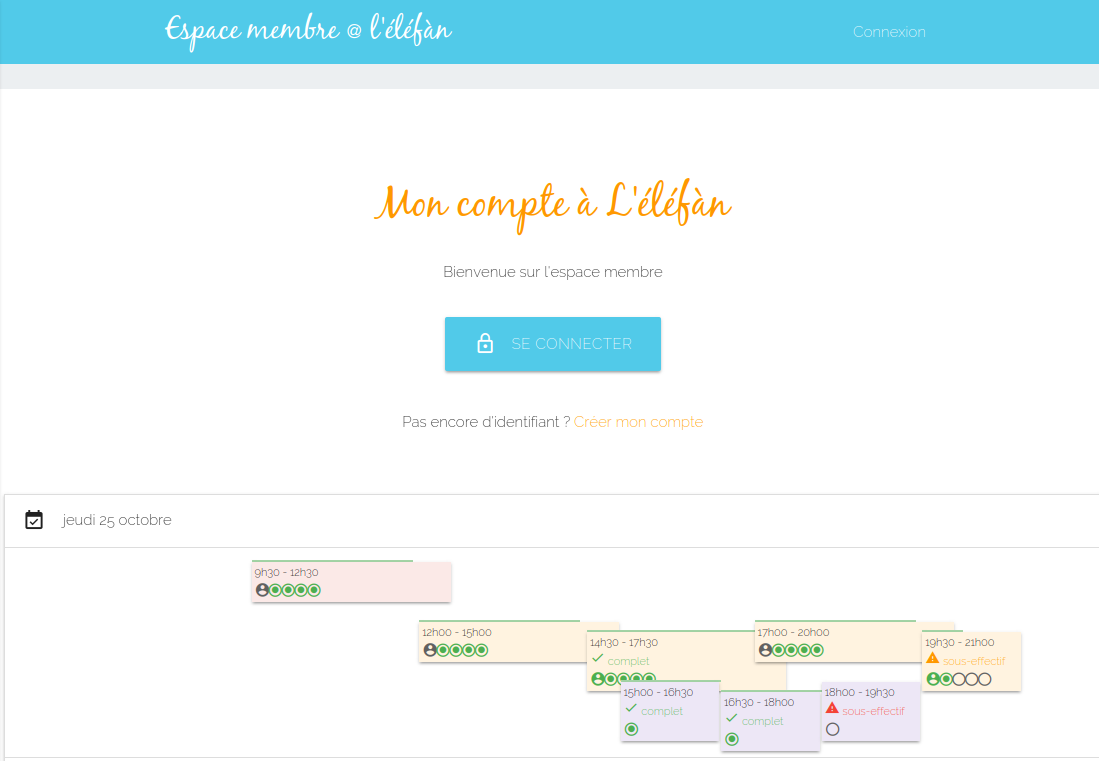 Espace membre @ l'éléfàn
Connexion
Mon compte à L'éléfàn
Bienvenue sur l'espace membre
SE CONNECTER
Pas encore d'identifiant ? Créer mon compte
jeudi 25 octobre
9h30 - 12h30
12h00 - 15h00
14h30 - 17h30
complet
17h00 - 20h00
19h30 - 21h00
sous-effectif
15h00 - 16h30
complet
16h30 - 18h00
complet
18h00 - 19h30
sous-effectif